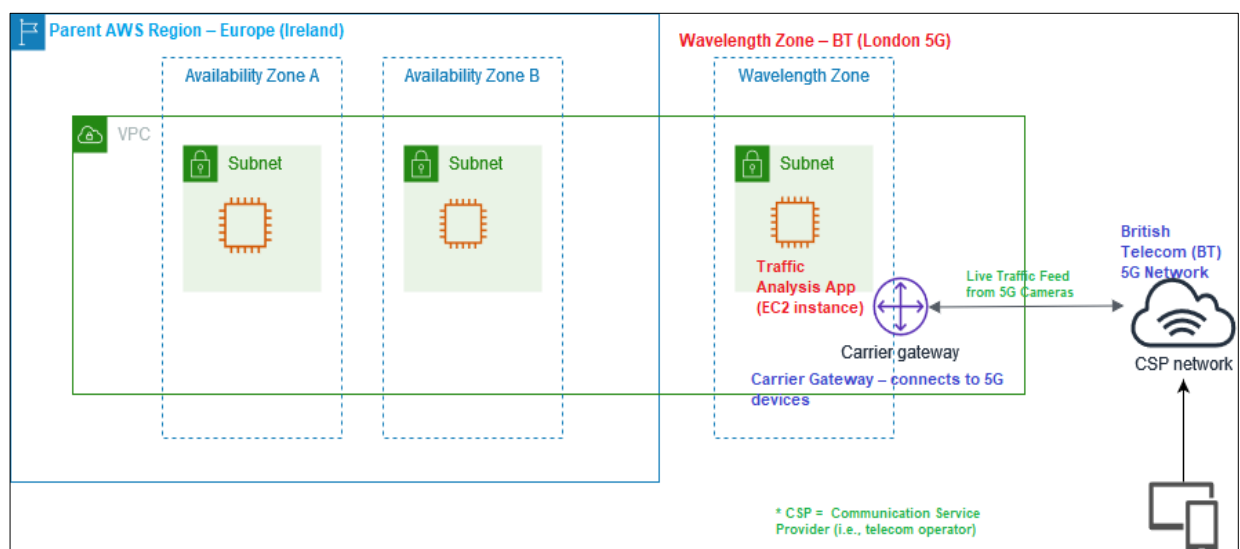 Parent AWS Region – Europe (Ireland)
Wavelength Zone – BT (London 5G)
Availability Zone A
Availability Zone B
Wavelength Zone
VPC
Subnet
Subnet
Subnet
Traffic
Analysis App
(EC2 instance)
Live Traffic Feed
from 5G Cameras
British
Telecom (BT)
5G Network
Carrier gateway
CSP network
Carrier Gateway – connects to 5G
devices
* CSP = Communication Service
Provider (i.e., telecom operator)